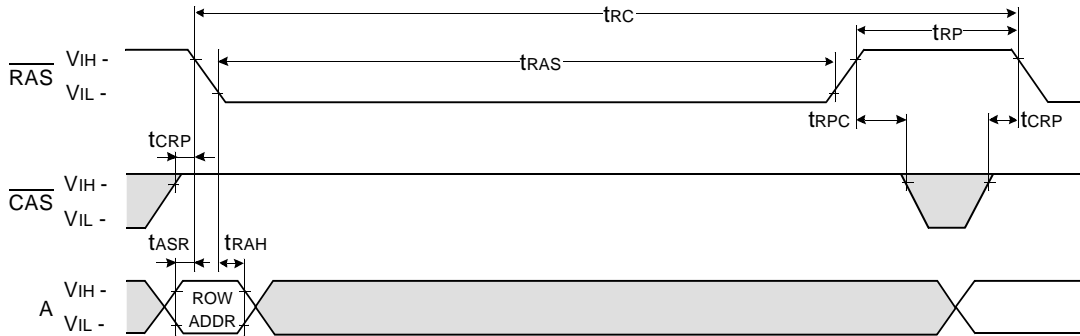 tRC
tRP
RAS
VIH -
VIL -
tRAS
tRPC
tCRP
tCRP
CAS
VIH -
VIL -
tASR
tRAH
A
VIH -
VIL -
ROW
ADDR